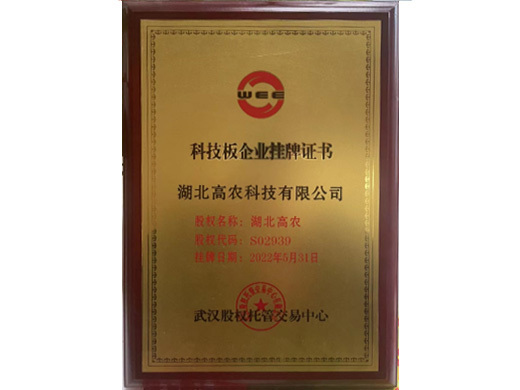 WEE
科技板企业挂牌证书
湖北高农科技有限公司
股权名称：湖北高农
股权代码：S02939
挂牌日期：2022年5月31日
武汉股权托管交易中心